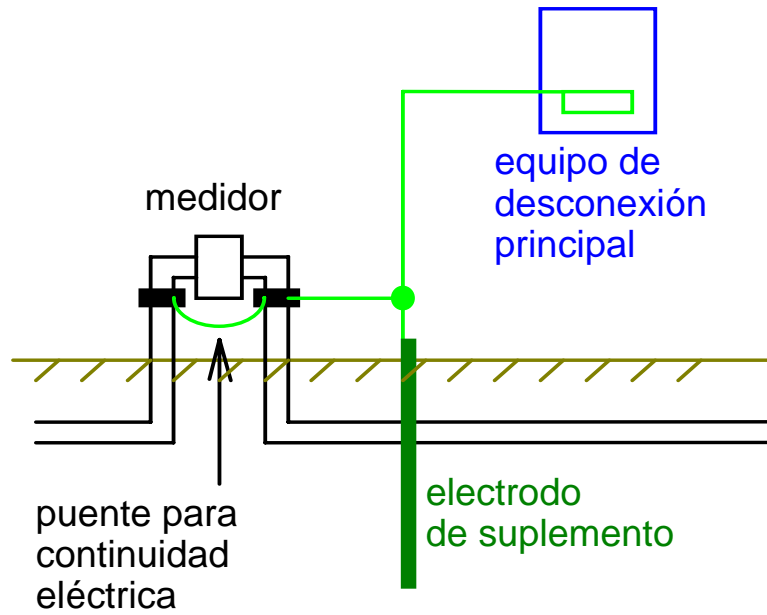 equipo de
desconexión
principal
medidor
electrodo
de suplemento
puente para
continuidad
eléctrica